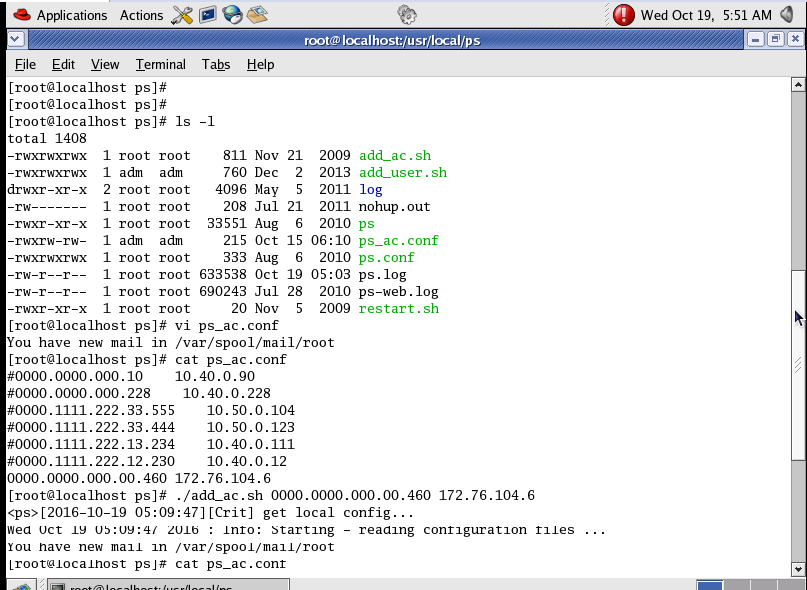 Applications Actions Wed Oct 19, 5:51 AM
root@localhost:/usr/local/ps
File Edit View Terminal Tabs Help
[root@localhost ps]#
[root@localhost ps]#
[root@localhost ps]# ls -l
total 1408
-rwxrwxrwx 1 root root 811 Nov 21 2009 add_ac.sh
-rwxrwxrwx 1 adm adm 760 Dec 2 2013 add_user.sh
drwxr-xr-x 2 root root 4096 May 5 2011 log
-rw------- 1 root root 208 Jul 21 2011 nohup.out
-rwxr-xr-x 1 root root 33551 Aug 6 2010 ps
-rwxrw-rw- 1 adm adm 215 Oct 15 06:10 ps_ac.conf
-rwxrwxrwx 1 root root 333 Aug 6 2010 ps.conf
-rw-r--r-- 1 root root 633538 Oct 19 05:03 ps.log
-rw-r--r-- 1 root root 690243 Jul 28 2010 ps-web.log
-rwxr-xr-x 1 root root 20 Nov 5 2009 restart.sh
[root@localhost ps]# vi ps_ac.conf
You have new mail in /var/spool/mail/root
[root@localhost ps]# cat ps_ac.conf
#0000.0000.000.10 10.40.0.90
#0000.0000.000.228 10.40.0.228
#0000.1111.222.33.555 10.50.0.104
#0000.1111.222.33.444 10.50.0.123
#0000.1111.222.13.234 10.40.0.111
#0000.1111.222.12.230 10.40.0.12
0000.0000.000.00.460 172.76.104.6
[root@localhost ps]# ./add_ac.sh 0000.0000.000.00.460 172.76.104.6
<ps>[2016-10-19 05:09:47][Crit] get local config...
Wed Oct 19 05:09:47 2016 : Info: Starting - reading configuration files ...
You have new mail in /var/spool/mail/root
[root@localhost ps]# cat ps_ac.conf
root@localhost:/usr/local/ps